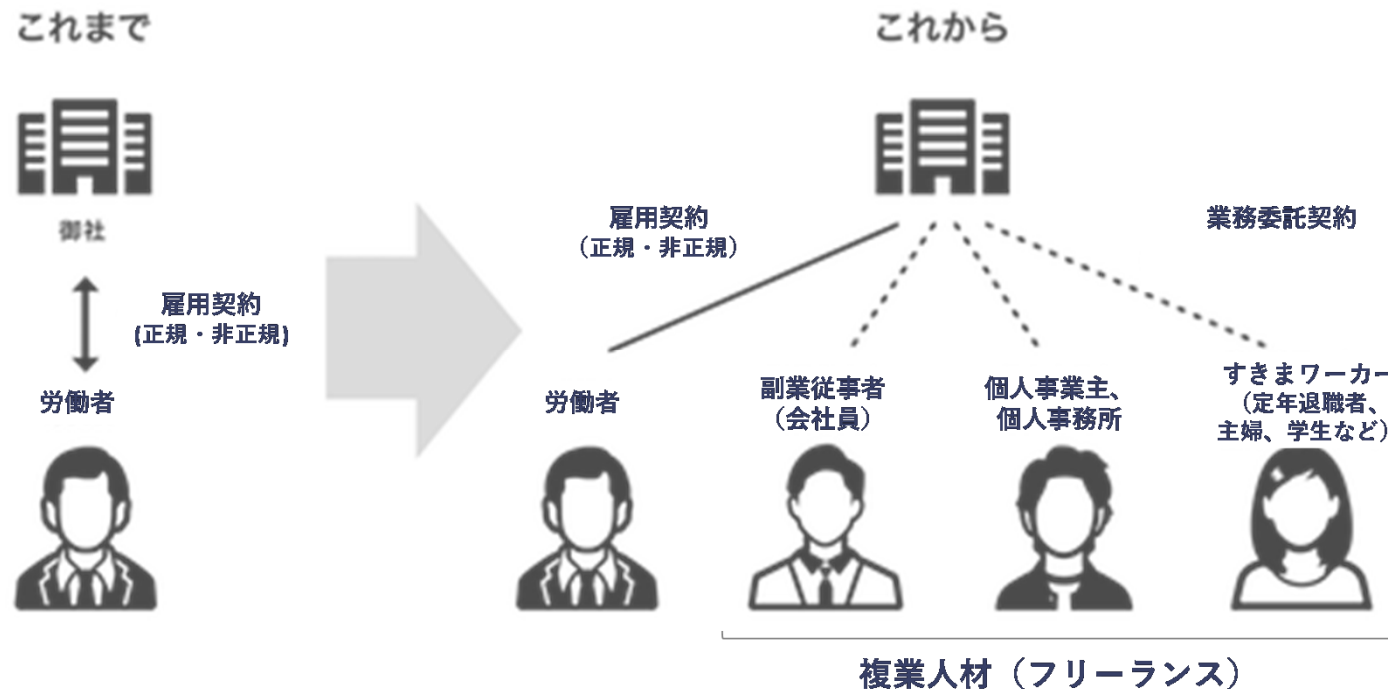 これまで
御社
雇用契約
(正規・非正規)
労働者
これから
雇用契約
（正規・非正規）
業務委託契約
労働者
副業従事者
（会社員）
個人事業主、
個人事務所
すきまワーカー
（定年退職者、
主婦、学生など）
複業人材（フリーランス）